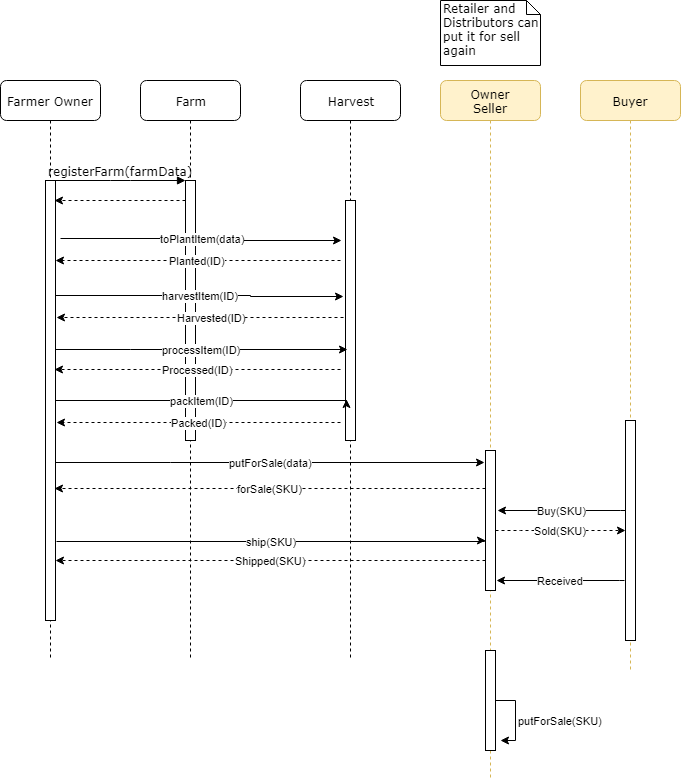 Retailer and
Distributors can
put it for sell
again
Farmer Owner
Farm
Harvest
Owner
Seller
Buyer
registerFarm(farmData)
toPlantItem(data)
Planted(ID)
harvestItem(ID)
Harvested(ID)
processItem(ID)
Processed(ID)
packItem(ID)
Packed(ID)
putForSale(data)
forSale(SKU)
Buy(SKU)
Sold(SKU)
ship(SKU)
Shipped(SKU)
Received
putForSale(SKU)